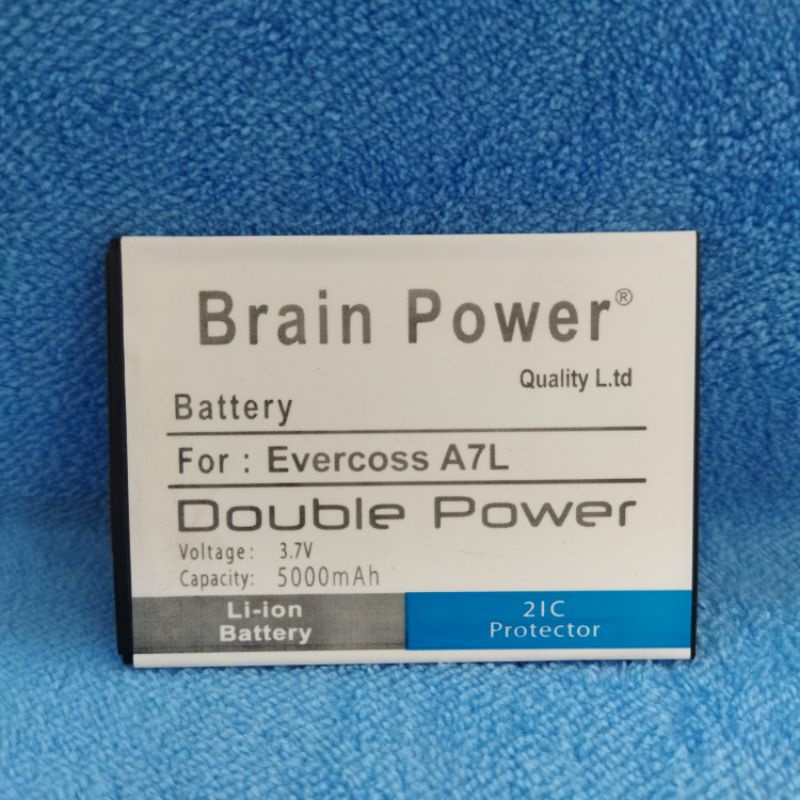 Brain Power®
Quality L.td
Battery
For : Evercoss A7L
Double Power
Voltage: 3.7V
Capacity: 5000mAh
Li-ion
Battery
2IC
Protector